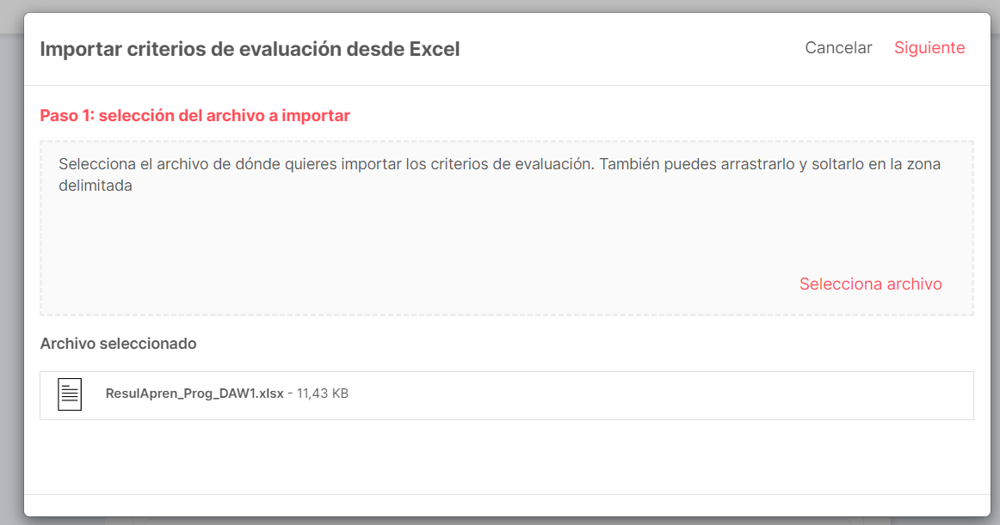 Importar criterios de evaluación desde Excel
Cancelar
Siguiente
Paso 1: selección del archivo a importar
Selecciona el archivo de dónde quieres importar los criterios de evaluación. También puedes arrastrarlo y soltarlo en la zona
delimitada
Selecciona archivo
Archivo seleccionado
ResulApren_Prog_DAW1.xlsx - 11,43 KB